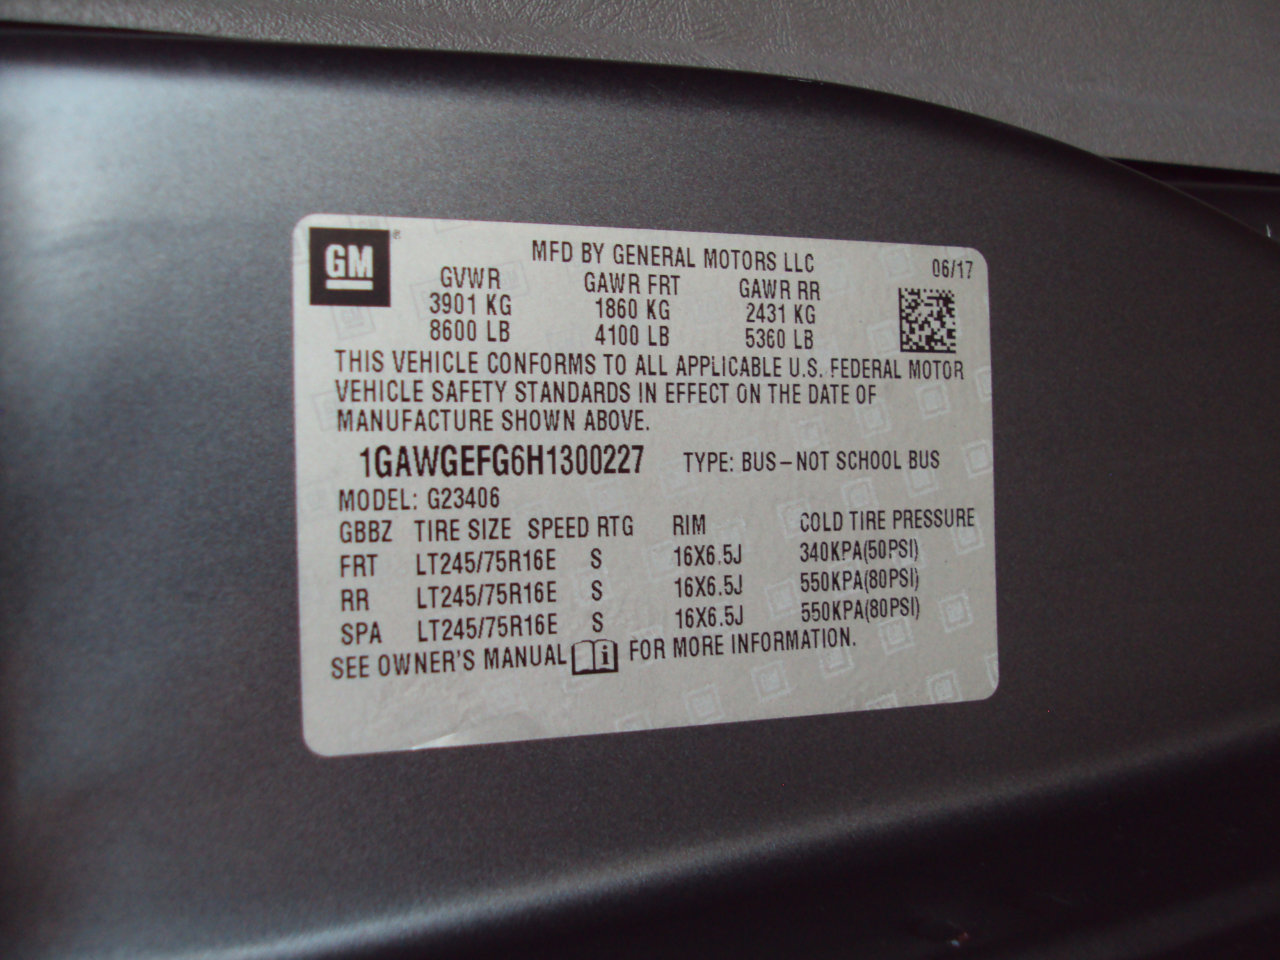 GM ®
MFD BY GENERAL MOTORS LLC
06/17
GVWR GAWR FRT GAWR RR
3901 KG 1860 KG 2431 KG
8600 LB 4100 LB 5360 LB
THIS VEHICLE CONFORMS TO ALL APPLICABLE U.S. FEDERAL MOTOR
VEHICLE SAFETY STANDARDS IN EFFECT ON THE DATE OF
MANUFACTURE SHOWN ABOVE.
1GAWGEFG6H1300227 TYPE: BUS-NOT SCHOOL BUS
MODEL: G23406
GBBZ TIRE SIZE SPEED RTG RIM COLD TIRE PRESSURE
FRT LT245/75R16E S 16X6.5J 340KPA(50PSI)
RR LT245/75R16E S 16X6.5J 550KPA(80PSI)
SPA LT245/75R16E S 16X6.5J 550KPA(80PSI)
SEE OWNER'S MANUAL i FOR MORE INFORMATION.